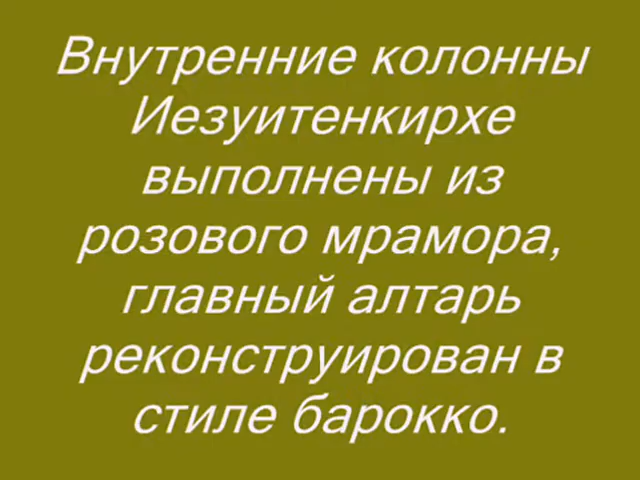 Внутренние колонны
Иезуитенкирхе
выполнены из
розового мрамора,
главный алтарь
реконструирован в
стиле барокко.